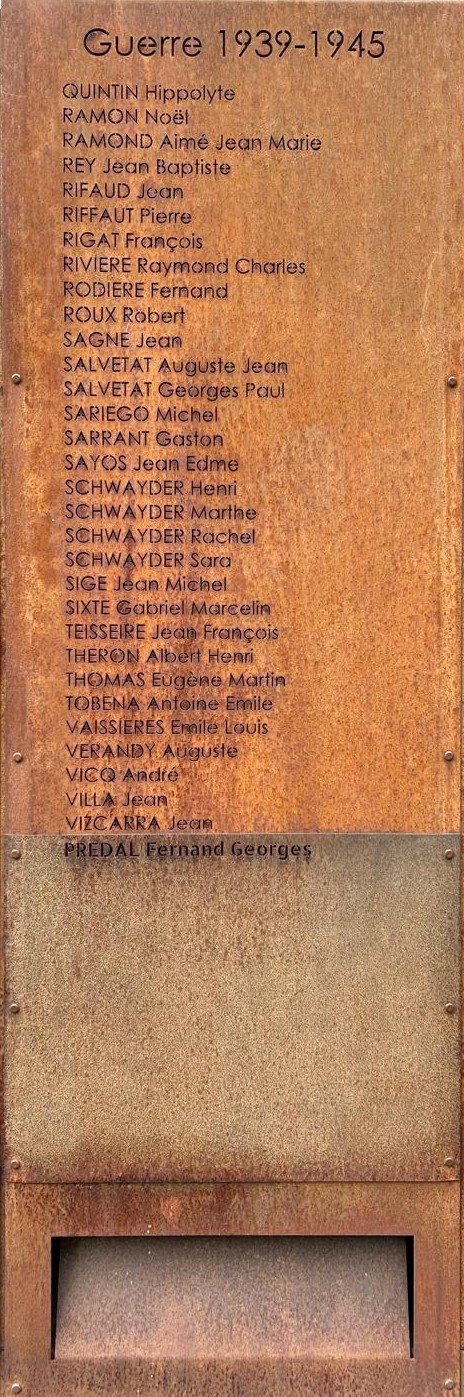 Guerre 1939-1945
QUINTIN Hippolyte
RAMON Noël
RAMOND Aimé Jean Marie
REY Jean Baptiste
RIFAUD Jean
RIFFAUT Pierre
RIGAT François
RIVIERE Raymond Charles
RODIERE Fernand
ROUX Robert
SAGNE Jean
SALVETAT Auguste Jean
SALVETAT Georges Paul
SARIEGO Michel
SARRANT Gaston
SAYOS Jean Edme
SCHWAYDER Henri
SCHWAYDER Marthe
SCHWAYDER Rachel
SCHWAYDER Sara
SIGE Jean Michel
SIXTE Gabriel Marcelin
TEISSEIRE Jean François
THERON Albert Henri
THOMAS Eugène Martin
TOBENA Antoine Emile
VAISSIERES Emile Louis
VERANDY Auguste
VICQ André
VILLA Jean
VIZCARRA Jean
PREDAL Fernand Georges